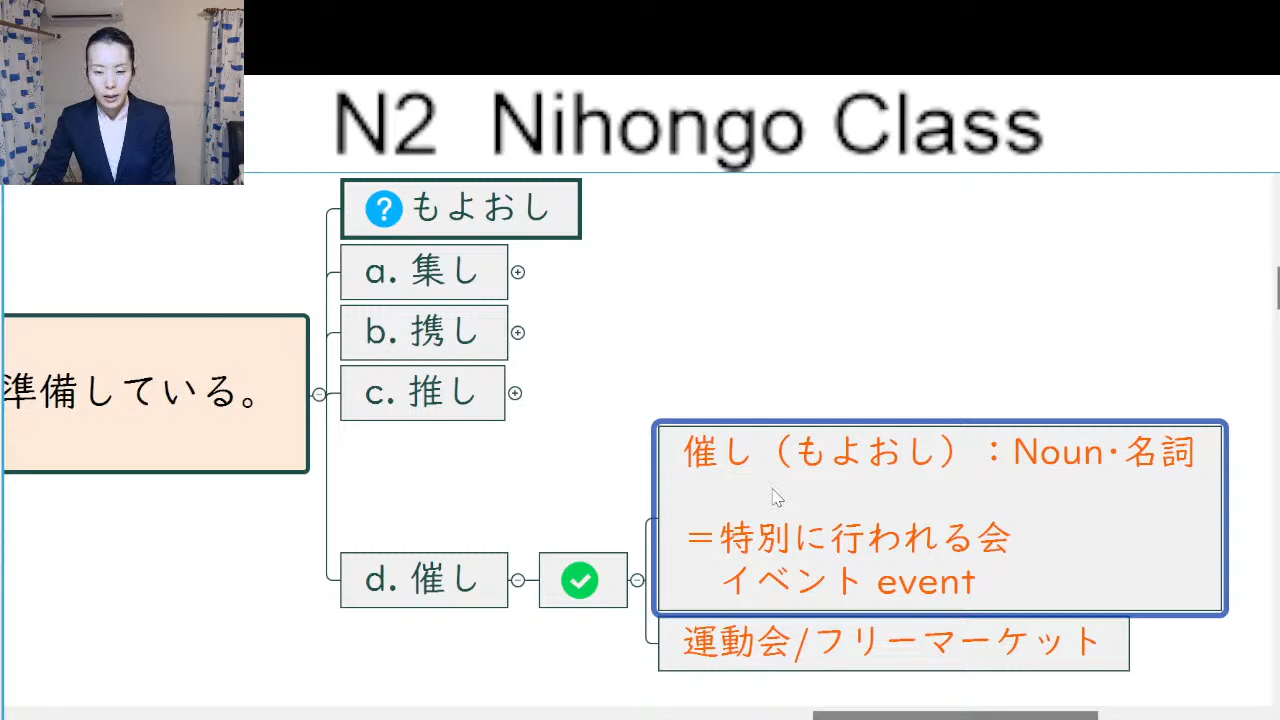 N2 Nihongo Class
もよおし
a. 集し
b. 携し
c. 推し
準備している。
催し（もよおし）：Noun･名詞
＝特別に行われる会
イベント event
d. 催し
運動会/フリーマーケット